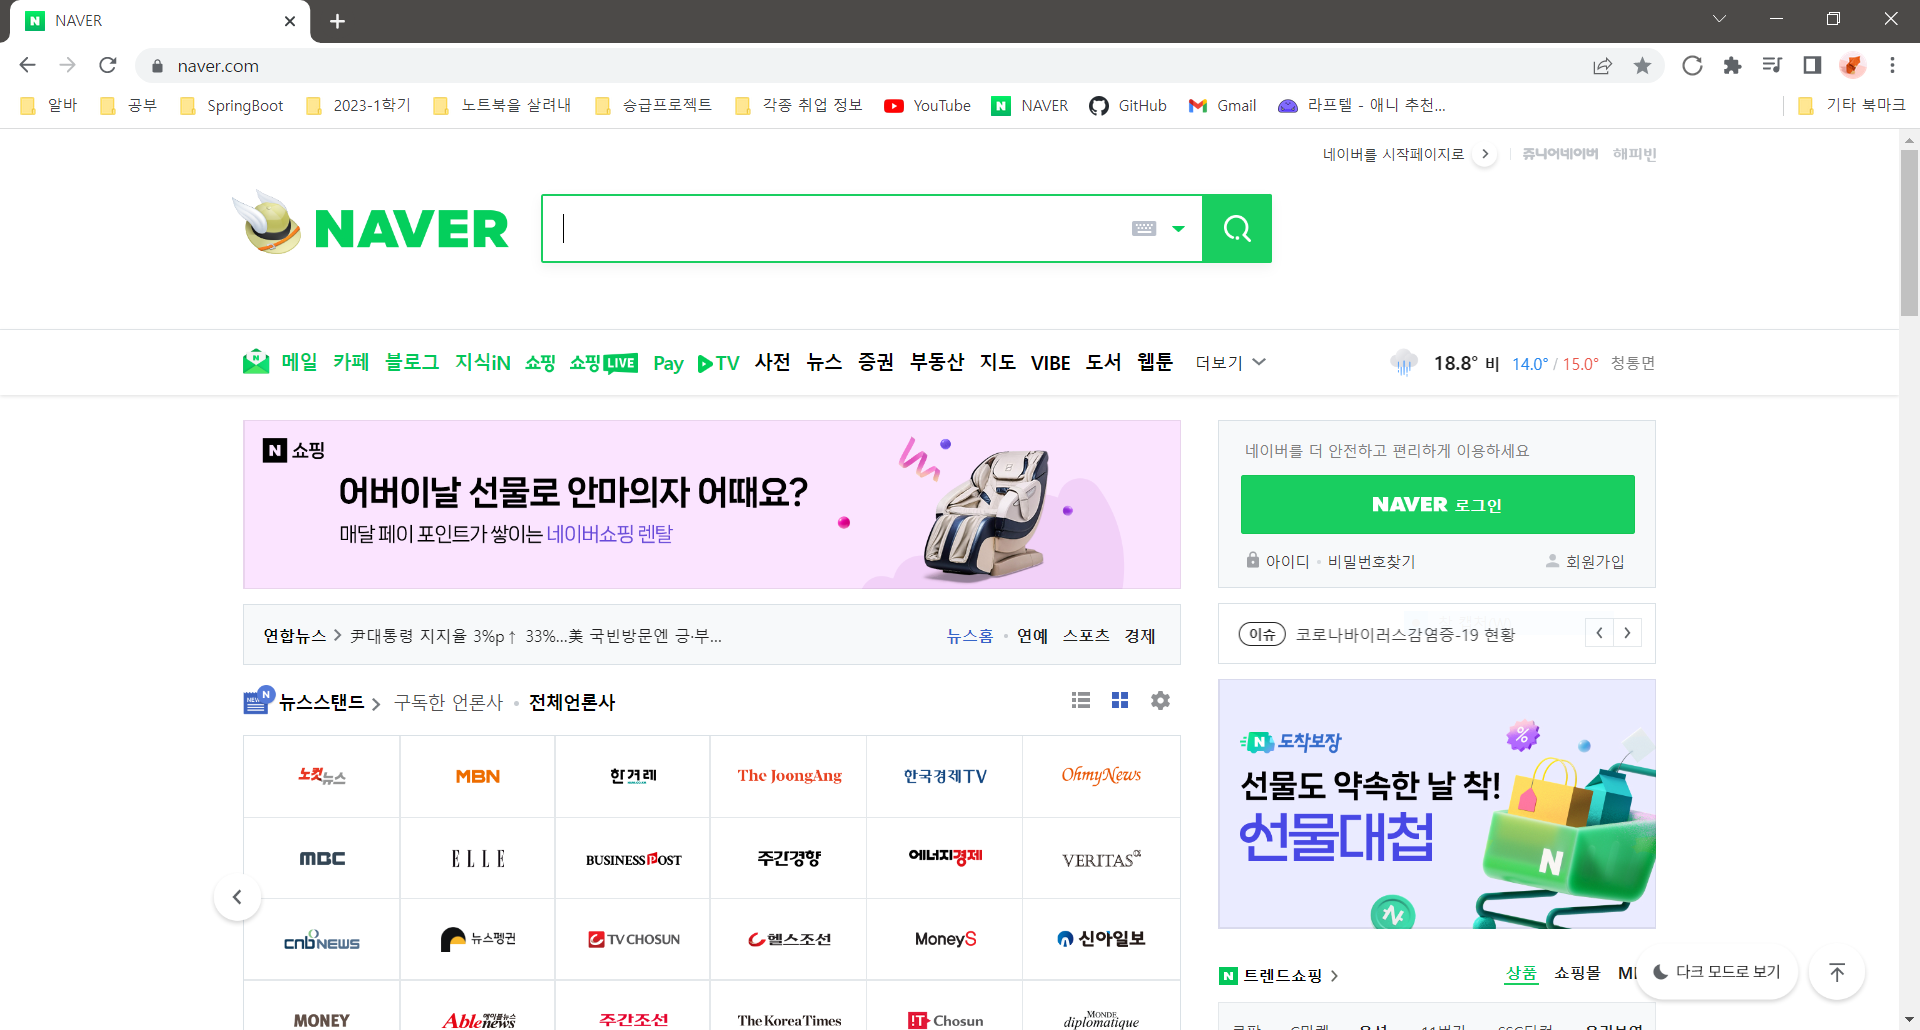 NAVER
naver.com
알바 공부 SpringBoot 2023-1학기 노트북을 살려내 승급프로젝트 각종 취업 정보 YouTube NAVER GitHub Gmail 라프텔 - 애니 추천... 기타 북마크
네이버를 시작페이지로 쥬니어네이버 해피빈
NAVER
메일 카페 블로그 지식iN 쇼핑 쇼핑LIVE Pay TV 사전 뉴스 증권 부동산 지도 VIBE 도서 웹툰 더보기 18.8° 비 14.0° / 15.0° 청통면
N 쇼핑
어버이날 선물로 안마의자 어때요?
매달 페이 포인트가 쌓이는 네이버쇼핑 렌탈
네이버를 더 안전하고 편리하게 이용하세요
NAVER 로그인
아이디 · 비밀번호찾기 회원가입
연합뉴스 > 尹대통령 지지율 3%p↑ 33%...美 국빈방문엔 긍·부... 뉴스홈 · 연예 스포츠 경제
이슈 코로나바이러스감염증-19 현황
뉴스스탠드 > 구독한 언론사 · 전체언론사
노컷뉴스 MBN 한겨레 The JoongAng 한국경제TV OhmyNews
MBC ELLE BUSINESS POST 주간경향 에너지경제 VERITAS α
CNB NEWS 뉴스펭귄 TV CHOSUN 헬스조선 MoneyS 신아일보
MONEY Ablenews 에이블뉴스 주간조선 The Korea Times IT Chosun LE MONDE diplomatique
N 도착보장
선물도 약속한 날 착!
선물대첩
N 트렌드쇼핑 > 상품 쇼핑몰
다크 모드로 보기